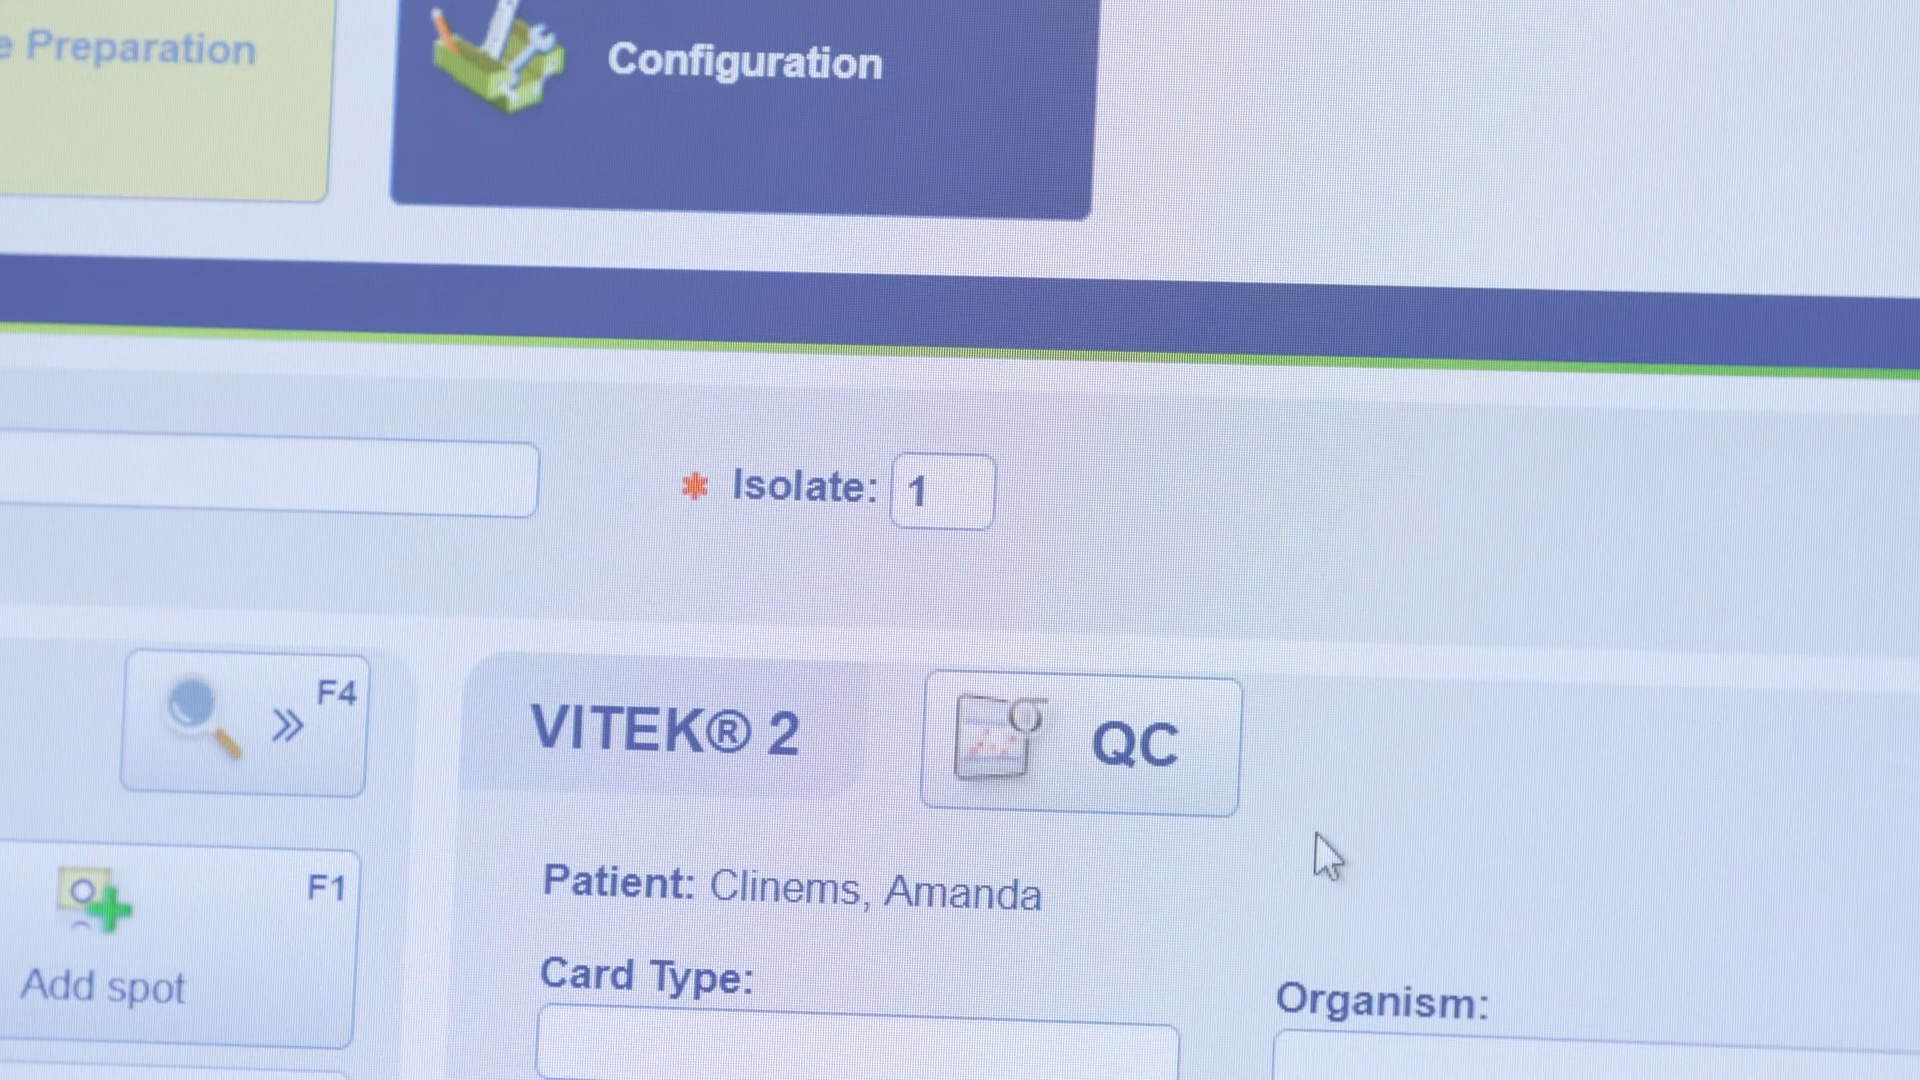 e Preparation
Configuration
* Isolate: 1
F4
VITEK® 2
QC
F1
Add spot
Patient: Clinems, Amanda
Card Type:
Organism: